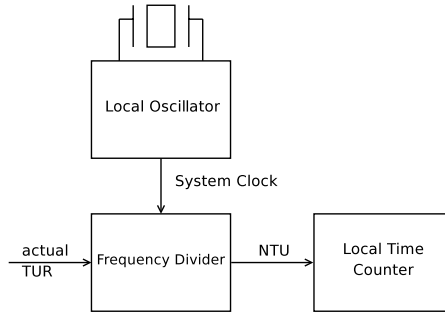 Local Oscillator
System Clock
actual
TUR
Frequency Divider
NTU
Local Time
Counter